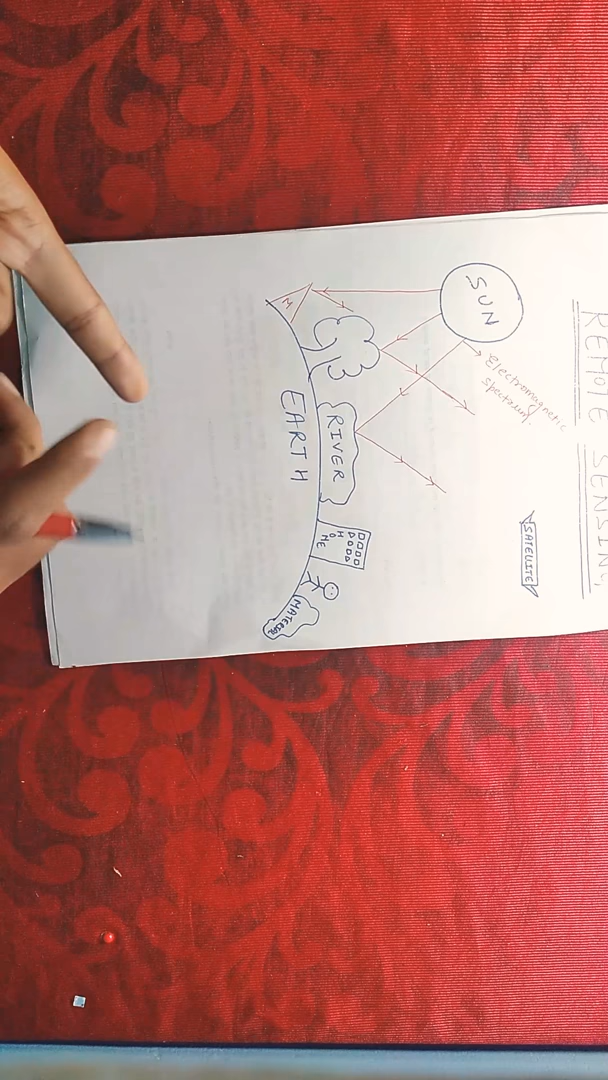 REMOTE SENSING
SUN
Electromagnetic
spectrum.
SATELLITE
M
RIVER
HOME
MATERIAL
EARTH